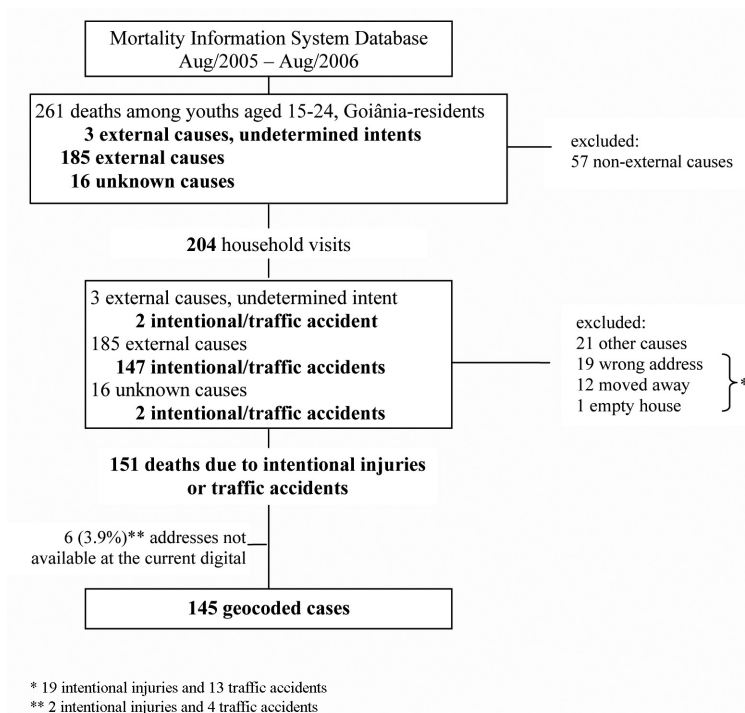 Mortality Information System Database
Aug/2005 – Aug/2006
261 deaths among youths aged 15-24, Goiânia-residents
3 external causes, undetermined intents
185 external causes
16 unknown causes
excluded:
57 non-external causes
204 household visits
3 external causes, undetermined intent
2 intentional/traffic accident
185 external causes
147 intentional/traffic accidents
16 unknown causes
2 intentional/traffic accidents
excluded:
21 other causes
19 wrong address
12 moved away
1 empty house
*
151 deaths due to intentional injuries
or traffic accidents
6 (3.9%)** addresses not
available at the current digital
145 geocoded cases
* 19 intentional injuries and 13 traffic accidents
** 2 intentional injuries and 4 traffic accidents